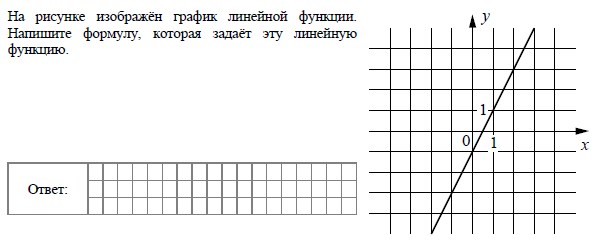 На рисунке изображён график линейной функции.
Напишите формулу, которая задаёт эту линейную
функцию.
y
1
0
1
x
Ответ: